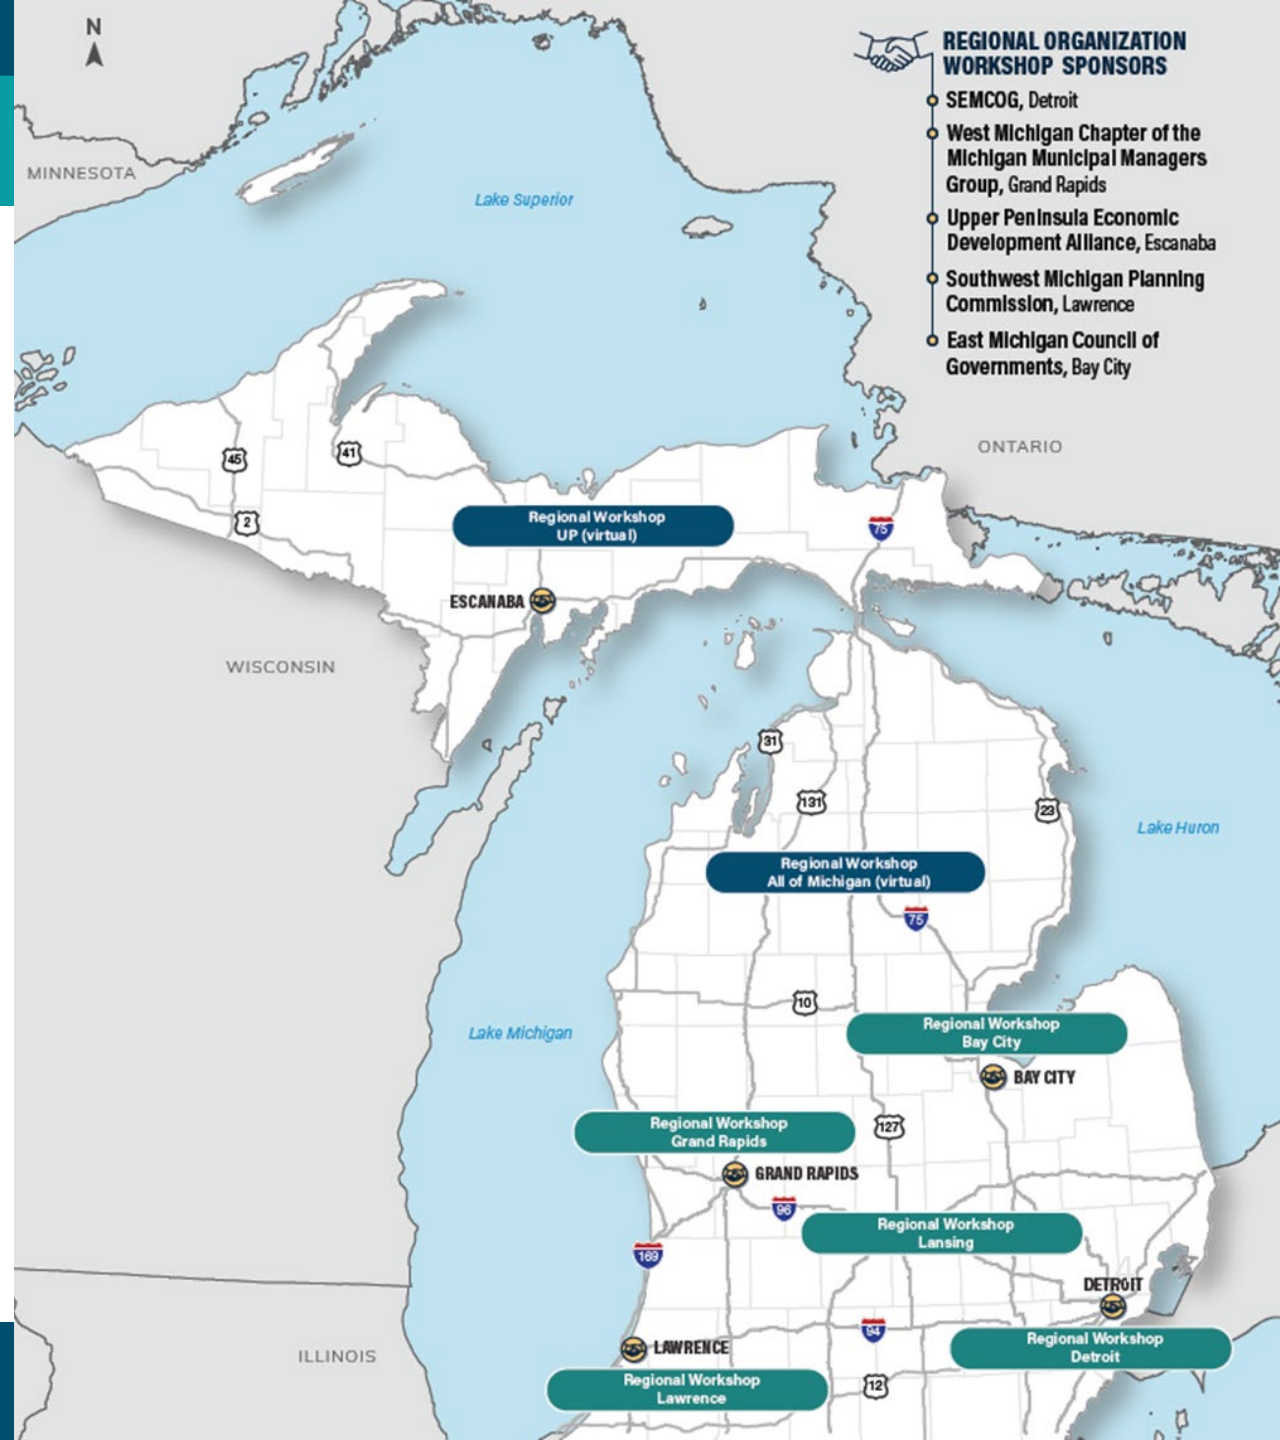 N
REGIONAL ORGANIZATION
WORKSHOP SPONSORS
SEMCOG, Detroit
West Michigan Chapter of the
Michigan Municipal Managers
Group, Grand Rapids
Upper Peninsula Economic
Development Alliance, Escanaba
Southwest Michigan Planning
Commission, Lawrence
East Michigan Council of
Governments, Bay City
MINNESOTA
Lake Superior
ONTARIO
45
41
2
Regional Workshop
UP (virtual)
75
ESCANABA
WISCONSIN
31
131
23
Lake Huron
Regional Workshop
All of Michigan (virtual)
75
10
Lake Michigan
Regional Workshop
Bay City
BAY CITY
Regional Workshop
Grand Rapids
127
GRAND RAPIDS
96
Regional Workshop
Lansing
169
4
DETROIT
94
LAWRENCE
Regional Workshop
Detroit
ILLINOIS
Regional Workshop
Lawrence
12